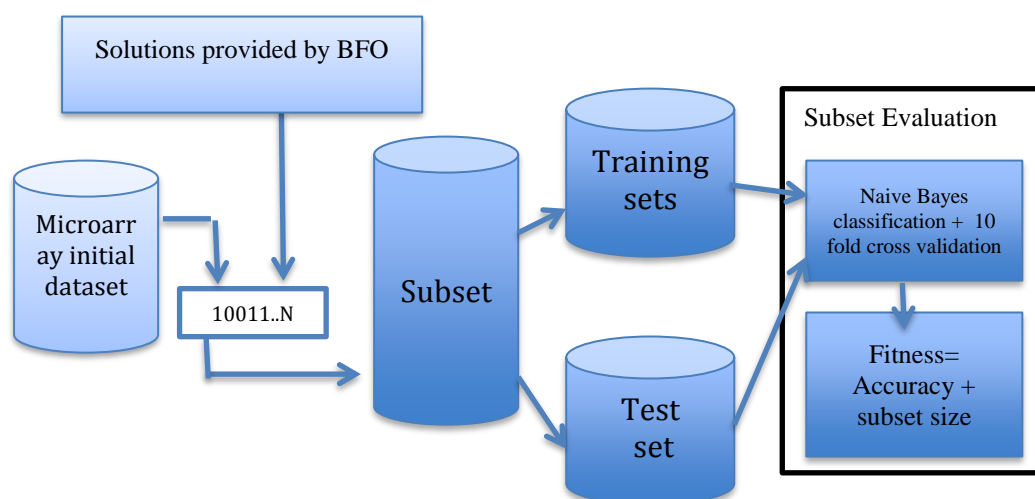 Solutions provided by BFO
Microarr
ay initial
dataset
10011..N
Subset
Training
sets
Test
set
Subset Evaluation
Naive Bayes
classification + 10
fold cross validation
Fitness=
Accuracy +
subset size